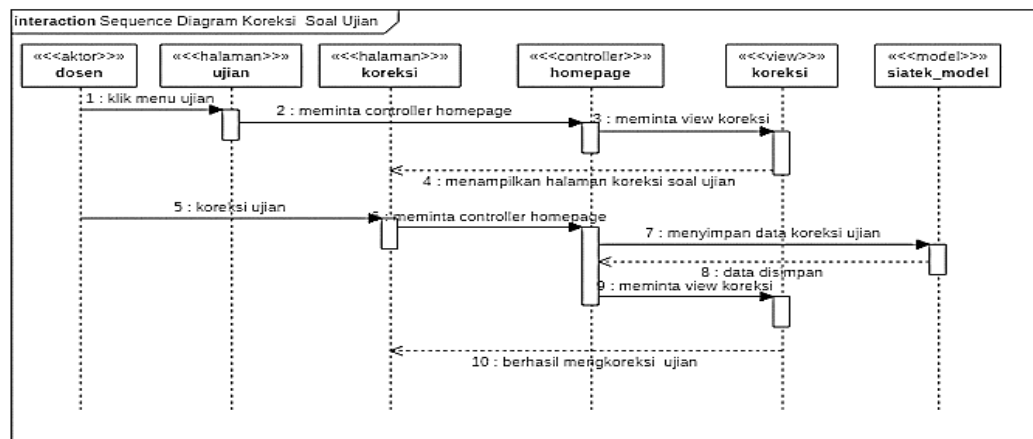 interaction Sequence Diagram Koreksi Soal Ujian
«<<aktor>>»
dosen
«<<halaman>>»
ujian
«<<halaman>>»
koreksi
«<<controller>>»
homepage
«<<view>>»
koreksi
«<<model>>»
siatek_model
1 : klik menu ujian
2 : meminta controller homepage
3 : meminta view koreksi
4 : menampilkan halaman koreksi soal ujian
5 : koreksi ujian
: meminta controller homepage
7 : menyimpan data koreksi ujian
8 : data disimpan
9 : meminta view koreksi
10 : berhasil mengkoreksi ujian